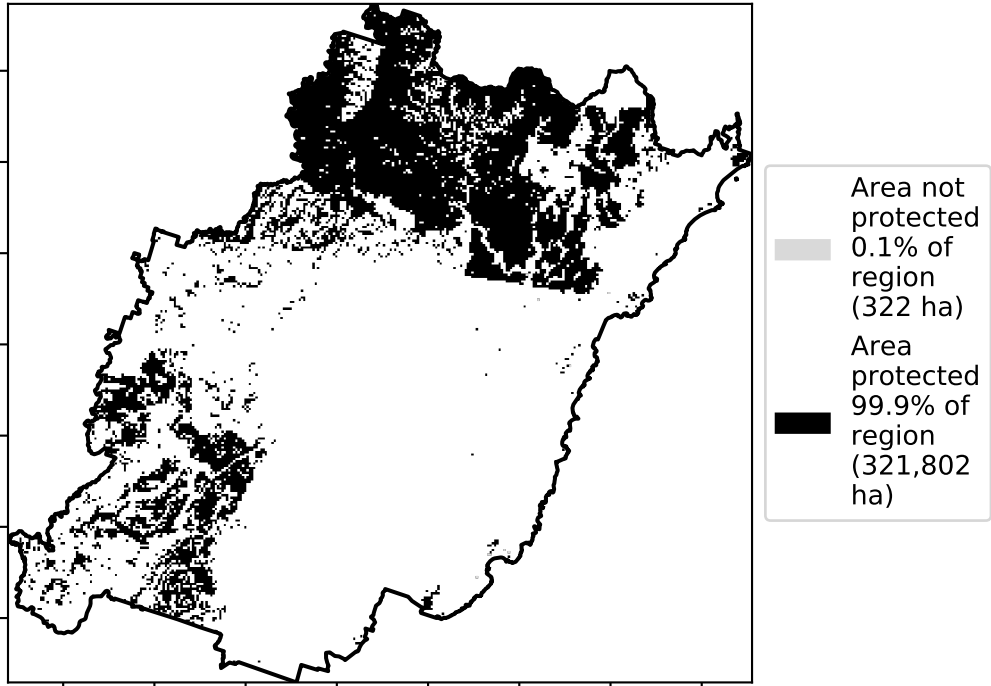 Area not
protected
0.1% of
region
(322 ha)
Area
protected
99.9% of
region
(321,802
ha)